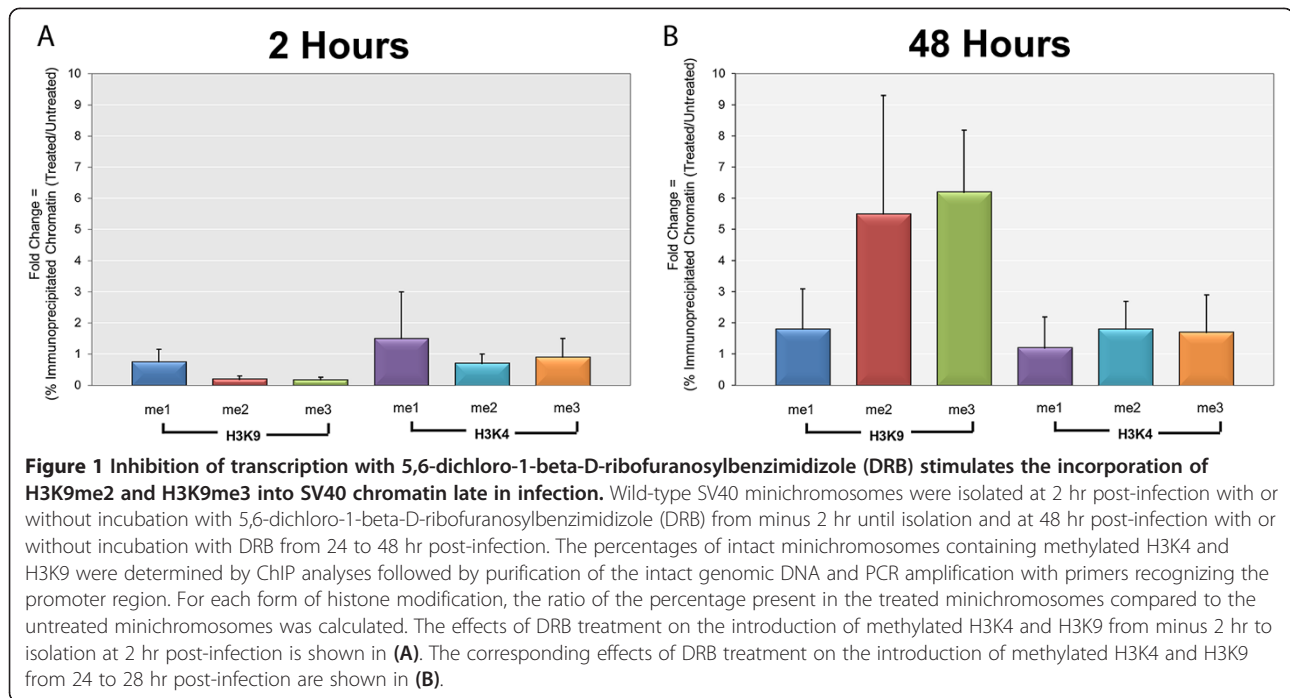 A
2 Hours
Fold Change =
(% Immunoprecipitated Chromatin (Treated/Untreated)
10
9
8
7
6
5
4
3
2
1
0
me1 me2 me3 me1 me2 me3
H3K9 H3K4
B
48 Hours
Fold Change =
(% Immunoprecipitated Chromatin (Treated/Untreated)
10
9
8
7
6
5
4
3
2
1
0
me1 me2 me3 me1 me2 me3
H3K9 H3K4
Figure 1 Inhibition of transcription with 5,6-dichloro-1-beta-D-ribofuranosylbenzimidizole (DRB) stimulates the incorporation of
H3K9me2 and H3K9me3 into SV40 chromatin late in infection. Wild-type SV40 minichromosomes were isolated at 2 hr post-infection with or
without incubation with 5,6-dichloro-1-beta-D-ribofuranosylbenzimidizole (DRB) from minus 2 hr until isolation and at 48 hr post-infection with or
without incubation with DRB from 24 to 48 hr post-infection. The percentages of intact minichromosomes containing methylated H3K4 and
H3K9 were determined by ChIP analyses followed by purification of the intact genomic DNA and PCR amplification with primers recognizing the
promoter region. For each form of histone modification, the ratio of the percentage present in the treated minichromosomes compared to the
untreated minichromosomes was calculated. The effects of DRB treatment on the introduction of methylated H3K4 and H3K9 from minus 2 hr to
isolation at 2 hr post-infection is shown in (A). The corresponding effects of DRB treatment on the introduction of methylated H3K4 and H3K9
from 24 to 28 hr post-infection are shown in (B).